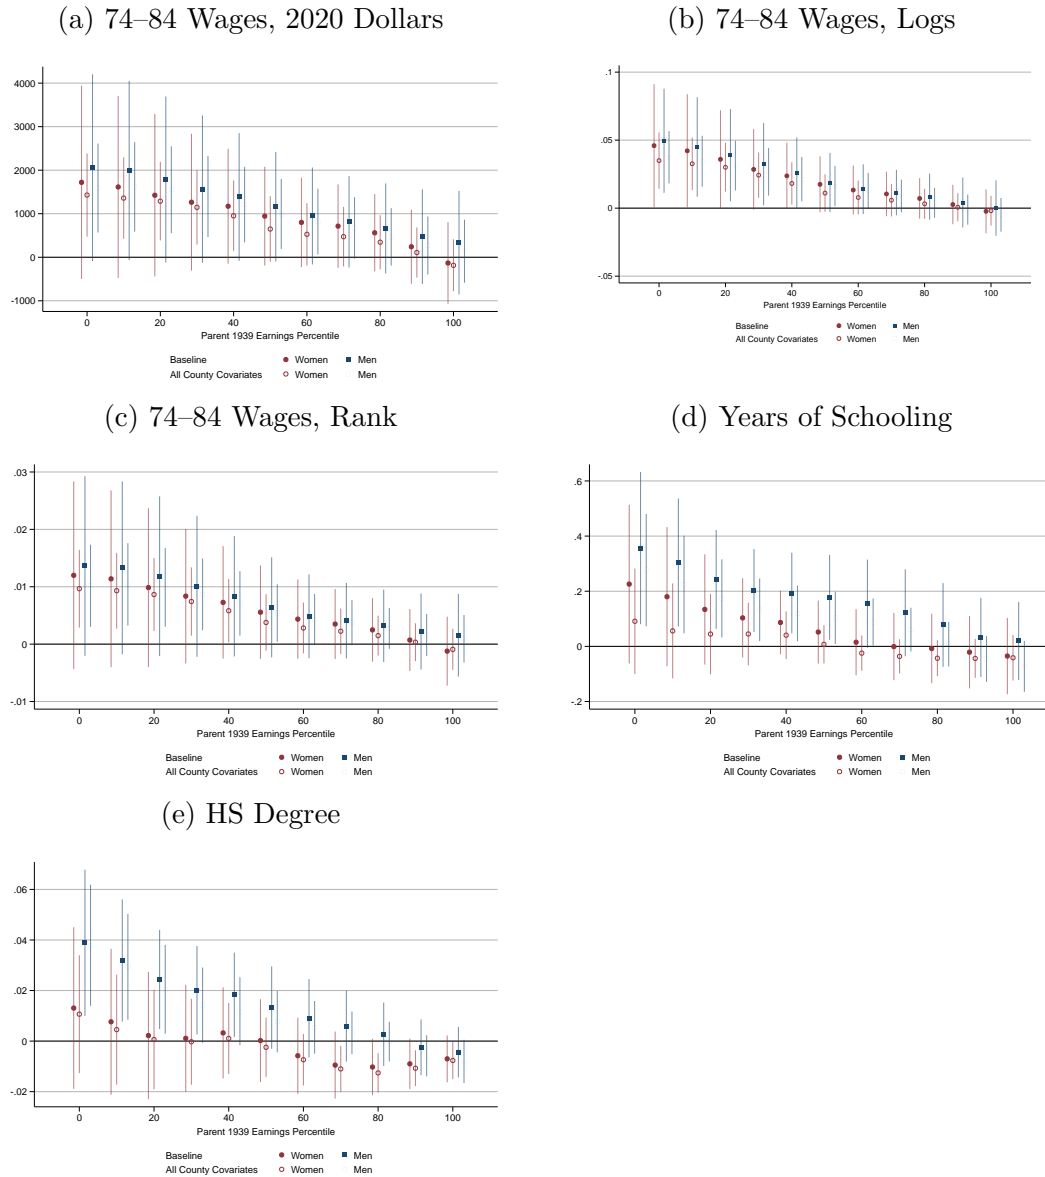 (a) 74–84 Wages, 2020 Dollars
4000
3000
2000
1000
0
-1000
0 20 40 60 80 100
Parent 1939 Earnings Percentile
Baseline Women Men
All County Covariates Women Men
(b) 74–84 Wages, Logs
.1
.05
0
-.05
0 20 40 60 80 100
Parent 1939 Earnings Percentile
Baseline Women Men
All County Covariates Women Men
(c) 74–84 Wages, Rank
.03
.02
.01
0
-.01
0 20 40 60 80 100
Parent 1939 Earnings Percentile
Baseline Women Men
All County Covariates Women Men
(d) Years of Schooling
.6
.4
.2
0
-.2
0 20 40 60 80 100
Parent 1939 Earnings Percentile
Baseline Women Men
All County Covariates Women Men
(e) HS Degree
.06
.04
.02
0
-.02
0 20 40 60 80 100
Parent 1939 Earnings Percentile
Baseline Women Men
All County Covariates Women Men